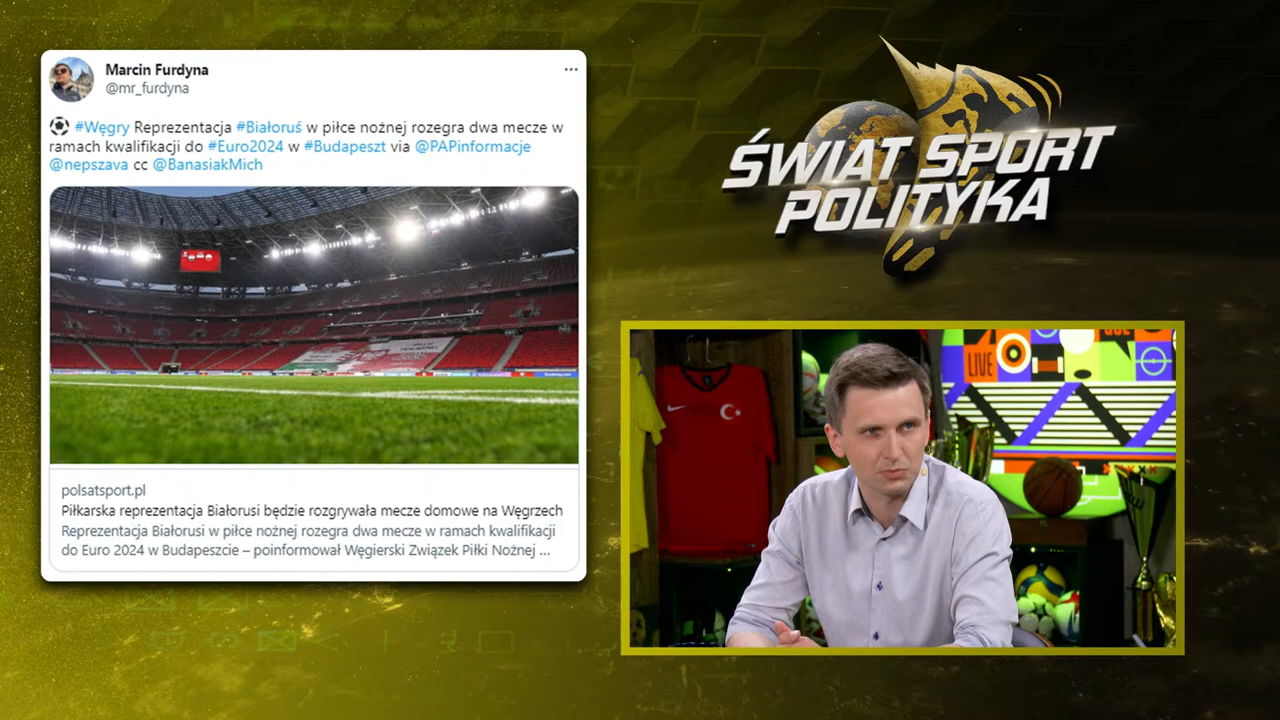 Marcin Furdyna
@mr_furdyna
#Węgry Reprezentacja #Białoruś w piłce nożnej rozegra dwa mecze w
ramach kwalifikacji do #Euro2024 w #Budapeszt via @PAPinformacje
@nepszava cc @BanasiakMich
polsatsport.pl
Piłkarska reprezentacja Białorusi będzie rozgrywała mecze domowe na Węgrzech
Reprezentacja Białorusi w piłce nożnej rozegra dwa mecze w ramach kwalifikacji
do Euro 2024 w Budapeszcie – poinformował Węgierski Związek Piłki Nożnej ...
ŚWIAT SPORT
POLITYKA
LIVE